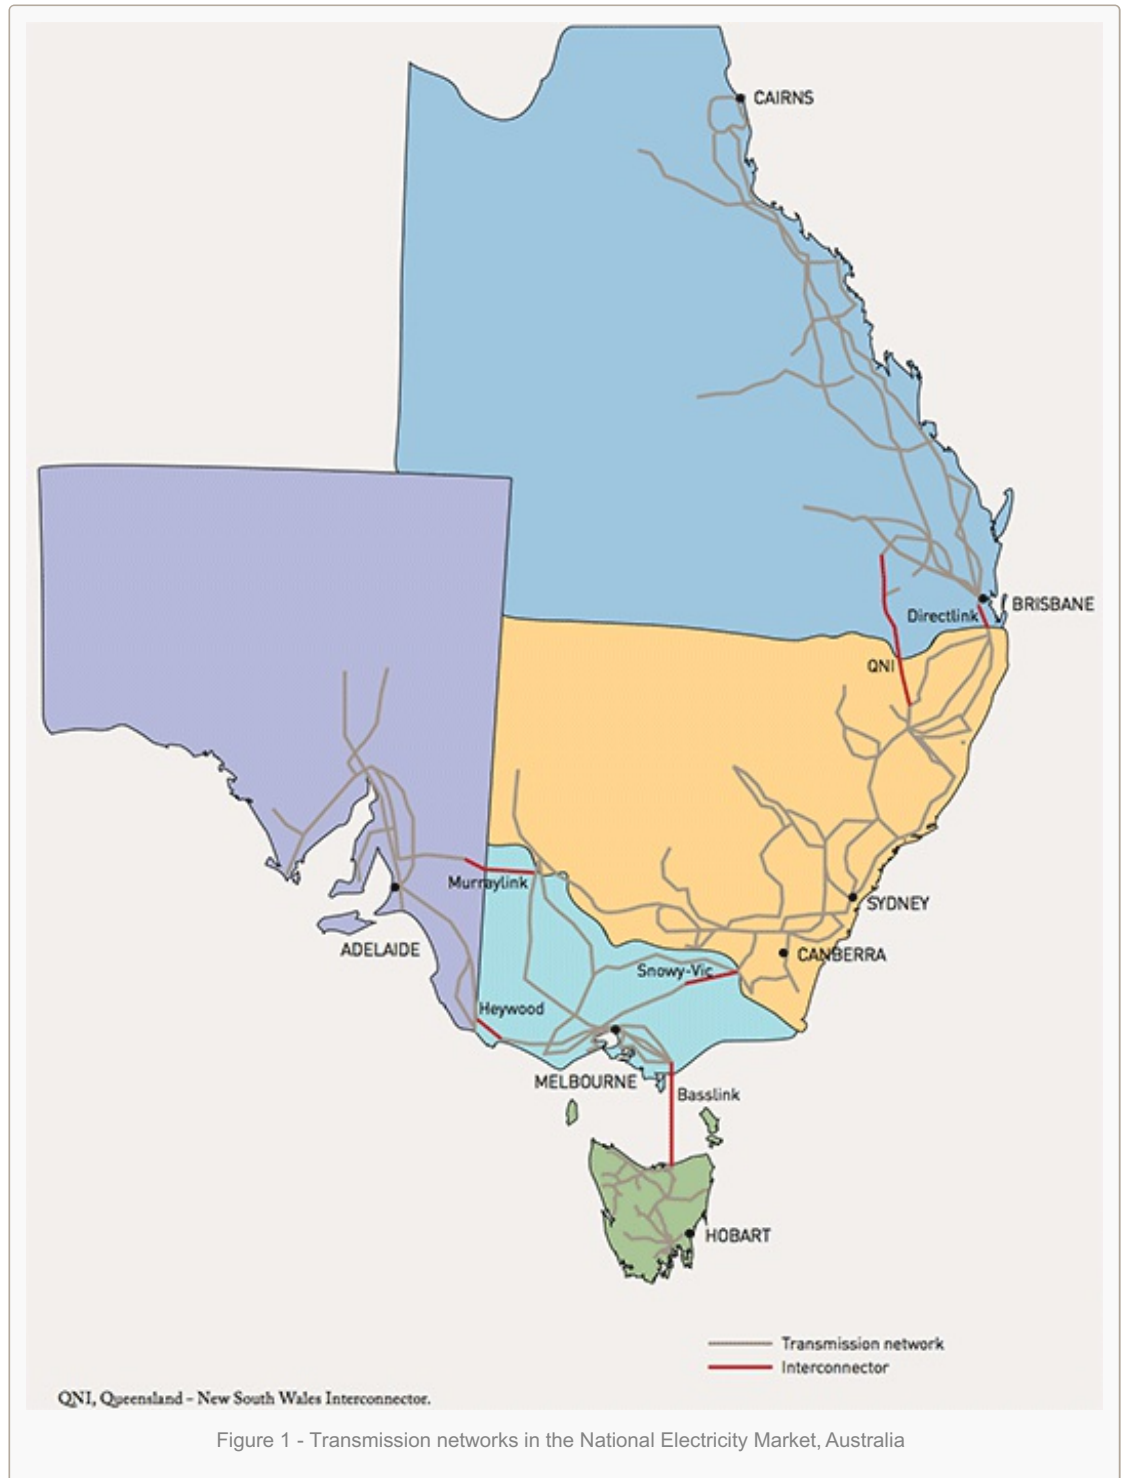 CAIRNS
BRISBANE
Directlink
QNI
Murraylink
SYDNEY
ADELAIDE
CANBERRA
Snowy-Vic
Heywood
MELBOURNE
Basslink
HOBART
Transmission network
Interconnector
QNI, Queensland – New South Wales Interconnector.
Figure 1 - Transmission networks in the National Electricity Market, Australia